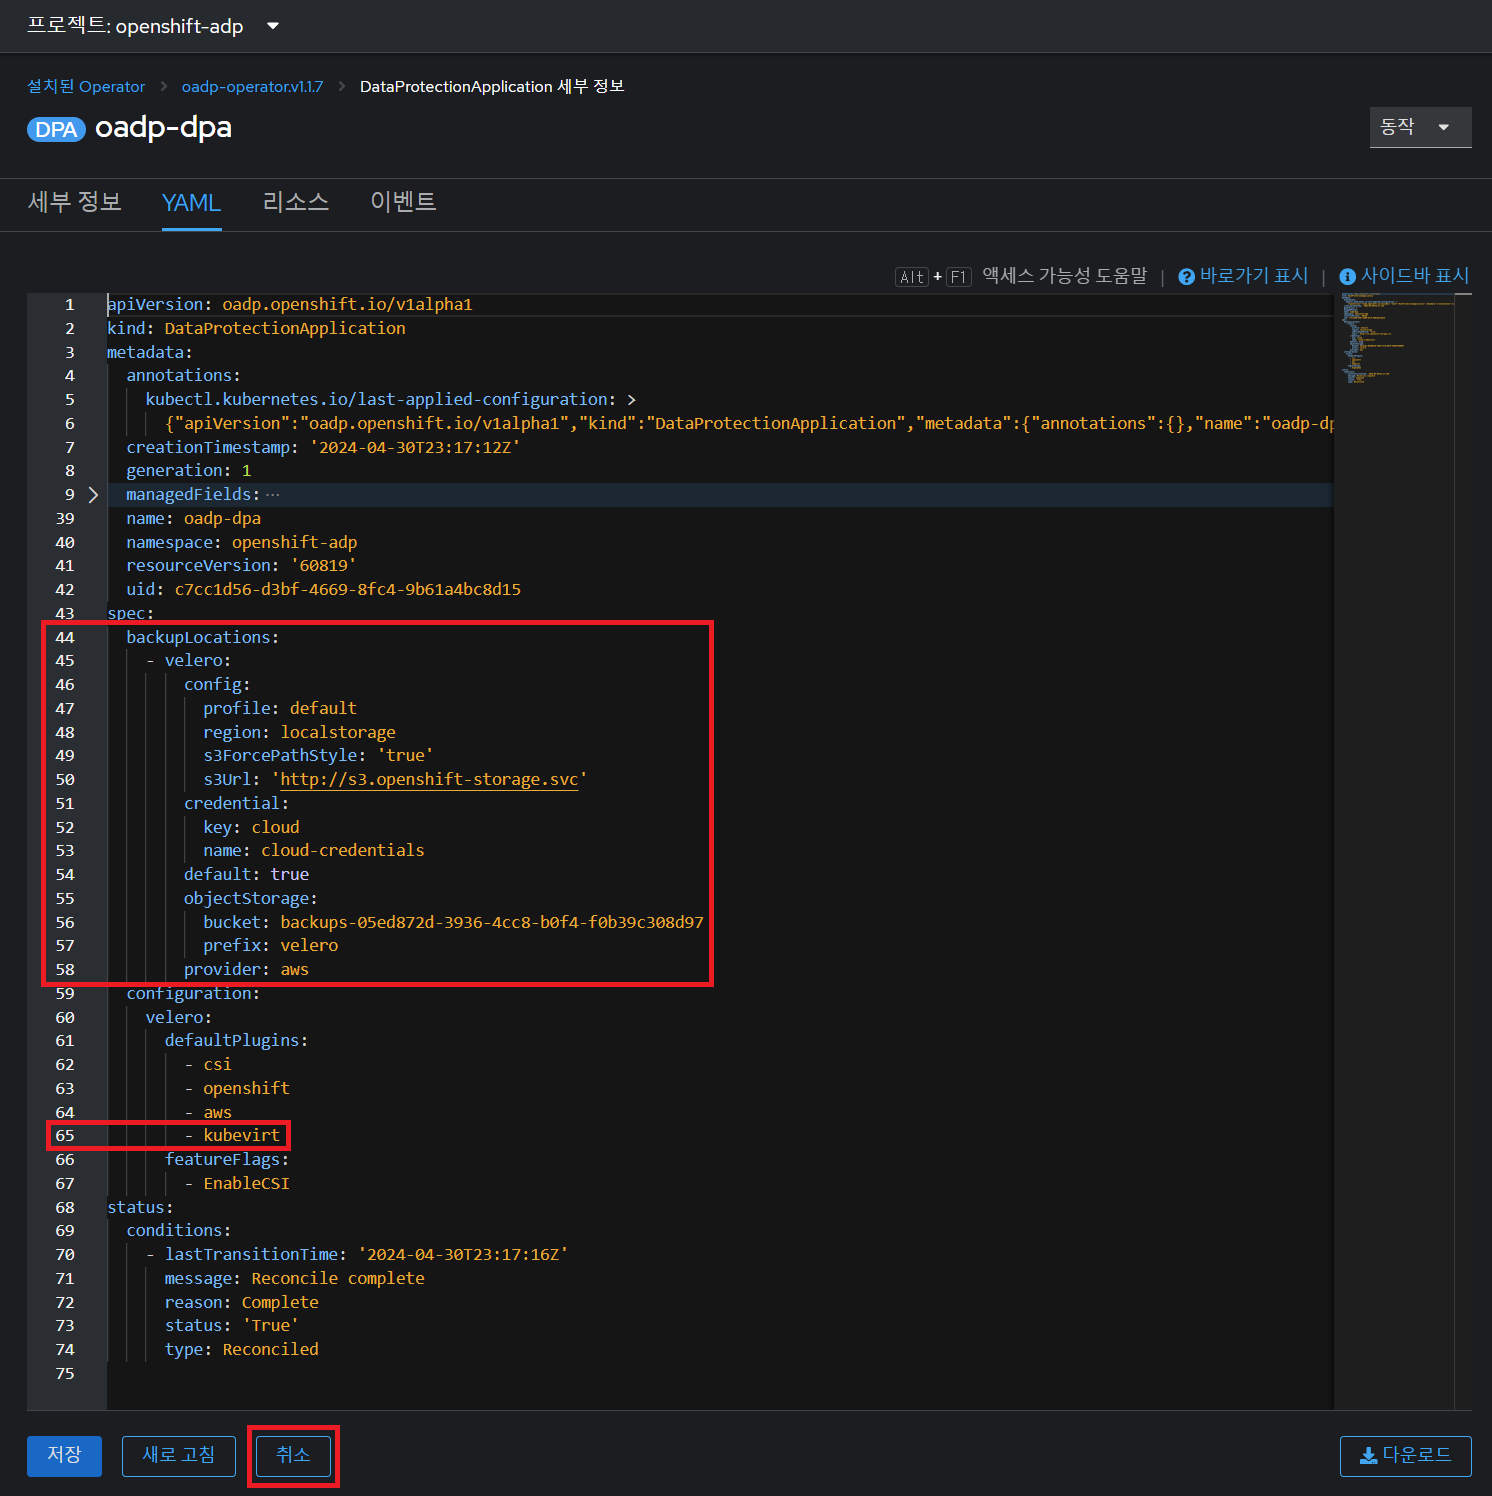 프로젝트: openshift-adp
설치된 Operator > oadp-operator.v1.1.7 > DataProtectionApplication 세부 정보
DPA oadp-dpa
동작
세부 정보 YAML 리소스 이벤트
Alt + F1 액세스 가능성 도움말 | 바로가기 표시 | 사이드바 표시
1 apiVersion: oadp.openshift.io/v1alpha1
2 kind: DataProtectionApplication
3 metadata:
4   annotations:
5     kubectl.kubernetes.io/last-applied-configuration: >
6       {"apiVersion":"oadp.openshift.io/v1alpha1","kind":"DataProtectionApplication","metadata":{"annotations":{},"name":"oadp-dp
7   creationTimestamp: '2024-04-30T23:17:12Z'
8   generation: 1
9   managedFields: ···
39   name: oadp-dpa
40   namespace: openshift-adp
41   resourceVersion: '60819'
42   uid: c7cc1d56-d3bf-4669-8fc4-9b61a4bc8d15
43 spec:
44   backupLocations:
45     - velero:
46         config:
47           profile: default
48           region: localstorage
49           s3ForcePathStyle: 'true'
50           s3Url: 'http://s3.openshift-storage.svc'
51         credential:
52           key: cloud
53           name: cloud-credentials
54         default: true
55         objectStorage:
56           bucket: backups-05ed872d-3936-4cc8-b0f4-f0b39c308d97
57           prefix: velero
58         provider: aws
59   configuration:
60     velero:
61       defaultPlugins:
62         - csi
63         - openshift
64         - aws
65         - kubevirt
66       featureFlags:
67         - EnableCSI
68 status:
69   conditions:
70     - lastTransitionTime: '2024-04-30T23:17:16Z'
71       message: Reconcile complete
72       reason: Complete
73       status: 'True'
74       type: Reconciled
75
저장 새로 고침 취소 다운로드